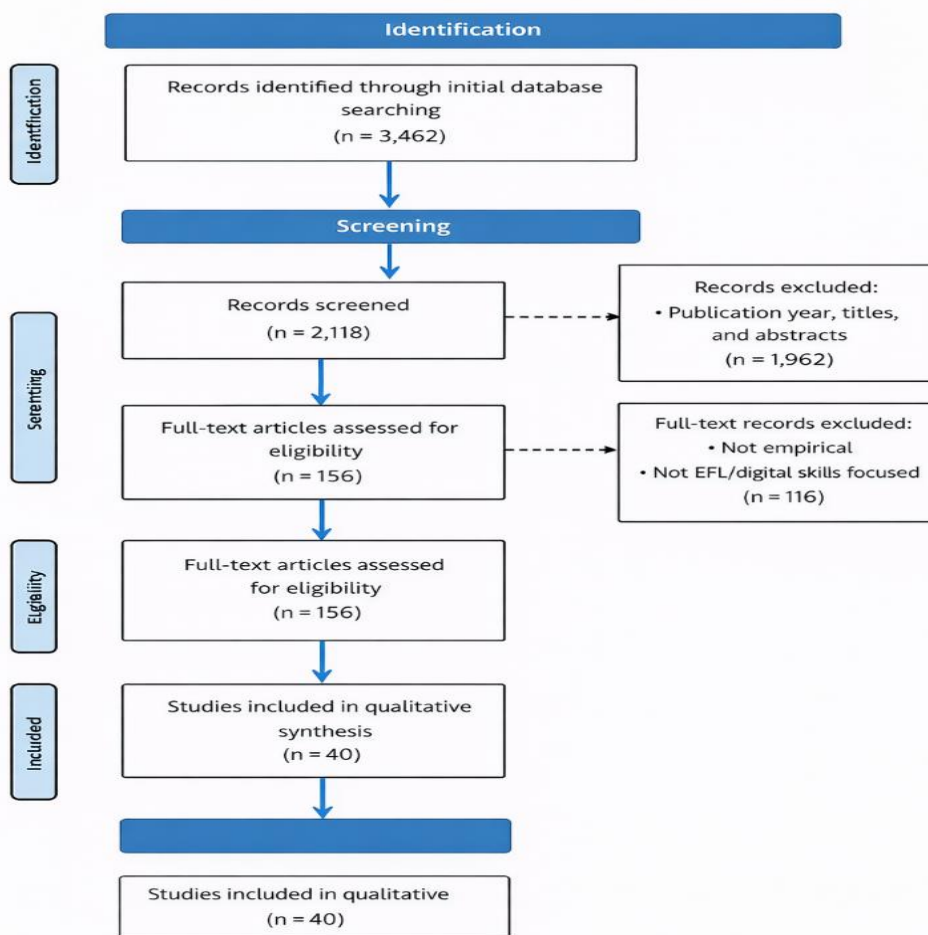 Identification
Records identified through initial database
searching
(n = 3,462)
Screening
Records screened
(n = 2,118)
Records excluded:
• Publication year, titles,
and abstracts
(n = 1,962)
Full-text articles assessed for
eligibility
(n = 156)
Full-text records excluded:
• Not empirical
• Not EFL/digital skills focused
(n = 116)
Full-text articles assessed
for eligibility
(n = 156)
Included
Studies included in qualitative
synthesis
(n = 40)
Studies included in qualitative
(n = 40)